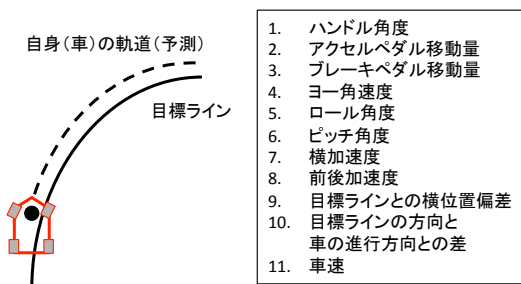 自身(車)の軌道(予測)
目標ライン
1. ハンドル角度
2. アクセルペダル移動量
3. ブレーキペダル移動量
4. ヨー角速度
5. ロール角度
6. ピッチ角度
7. 横加速度
8. 前後加速度
9. 目標ラインとの横位置偏差
10. 目標ラインの方向と
車の進行方向との差
11. 車速